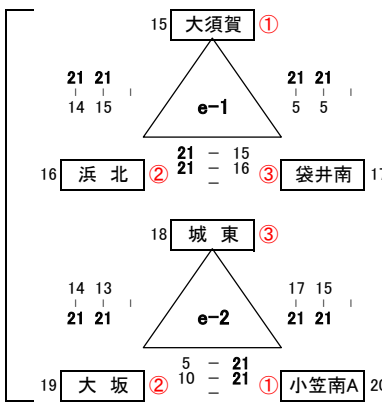 15 大須賀 ①
21 21 21 21
14 15 e-1 5 5
21 － 15
21 － 16
－
16 浜 北 ② ③ 袋井南 17
18 城 東 ③
14 13 17 15
21 21 e-2 21 21
5 － 21
10 － 21
－
19 大 坂 ② ① 小笠南A 20